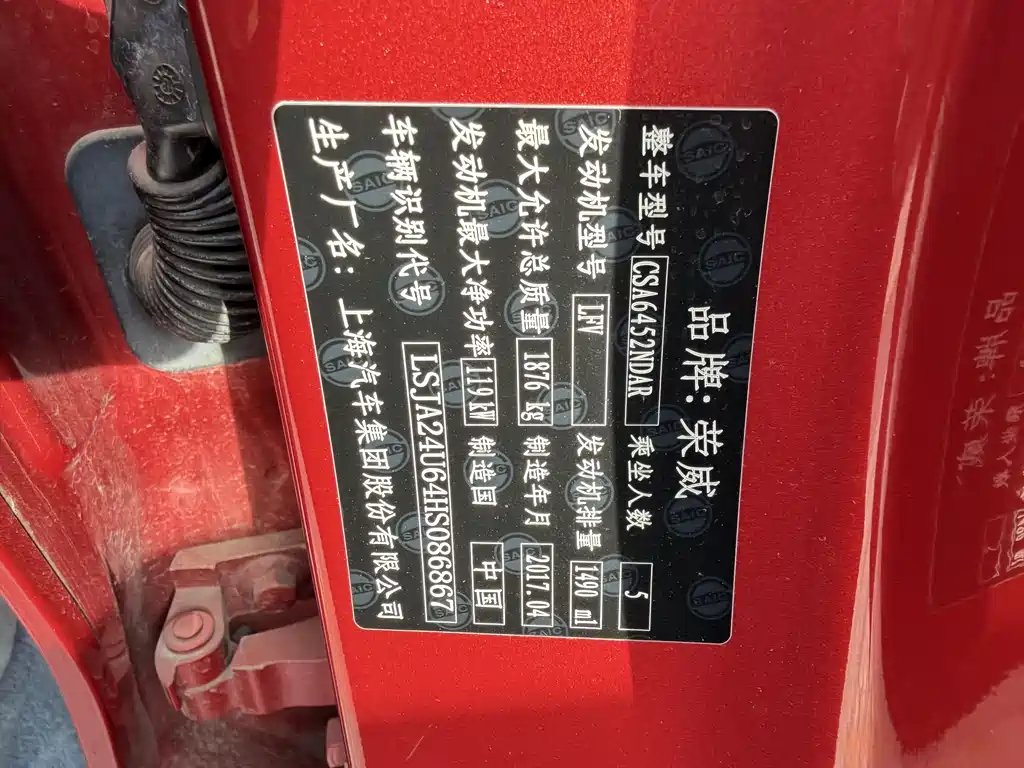 品牌：荣威
整车型号 CSA6452NDAR 乘坐人数 5
发动机型号 LFV 发动机排量 1490 ml
最大允许总质量 1876 kg 制造年月 2017.04
发动机最大净功率 119 kW 制造国 中国
车辆识别代号 LSJA24U64HS086867
生产厂名：上海汽车集团股份有限公司
SAIC